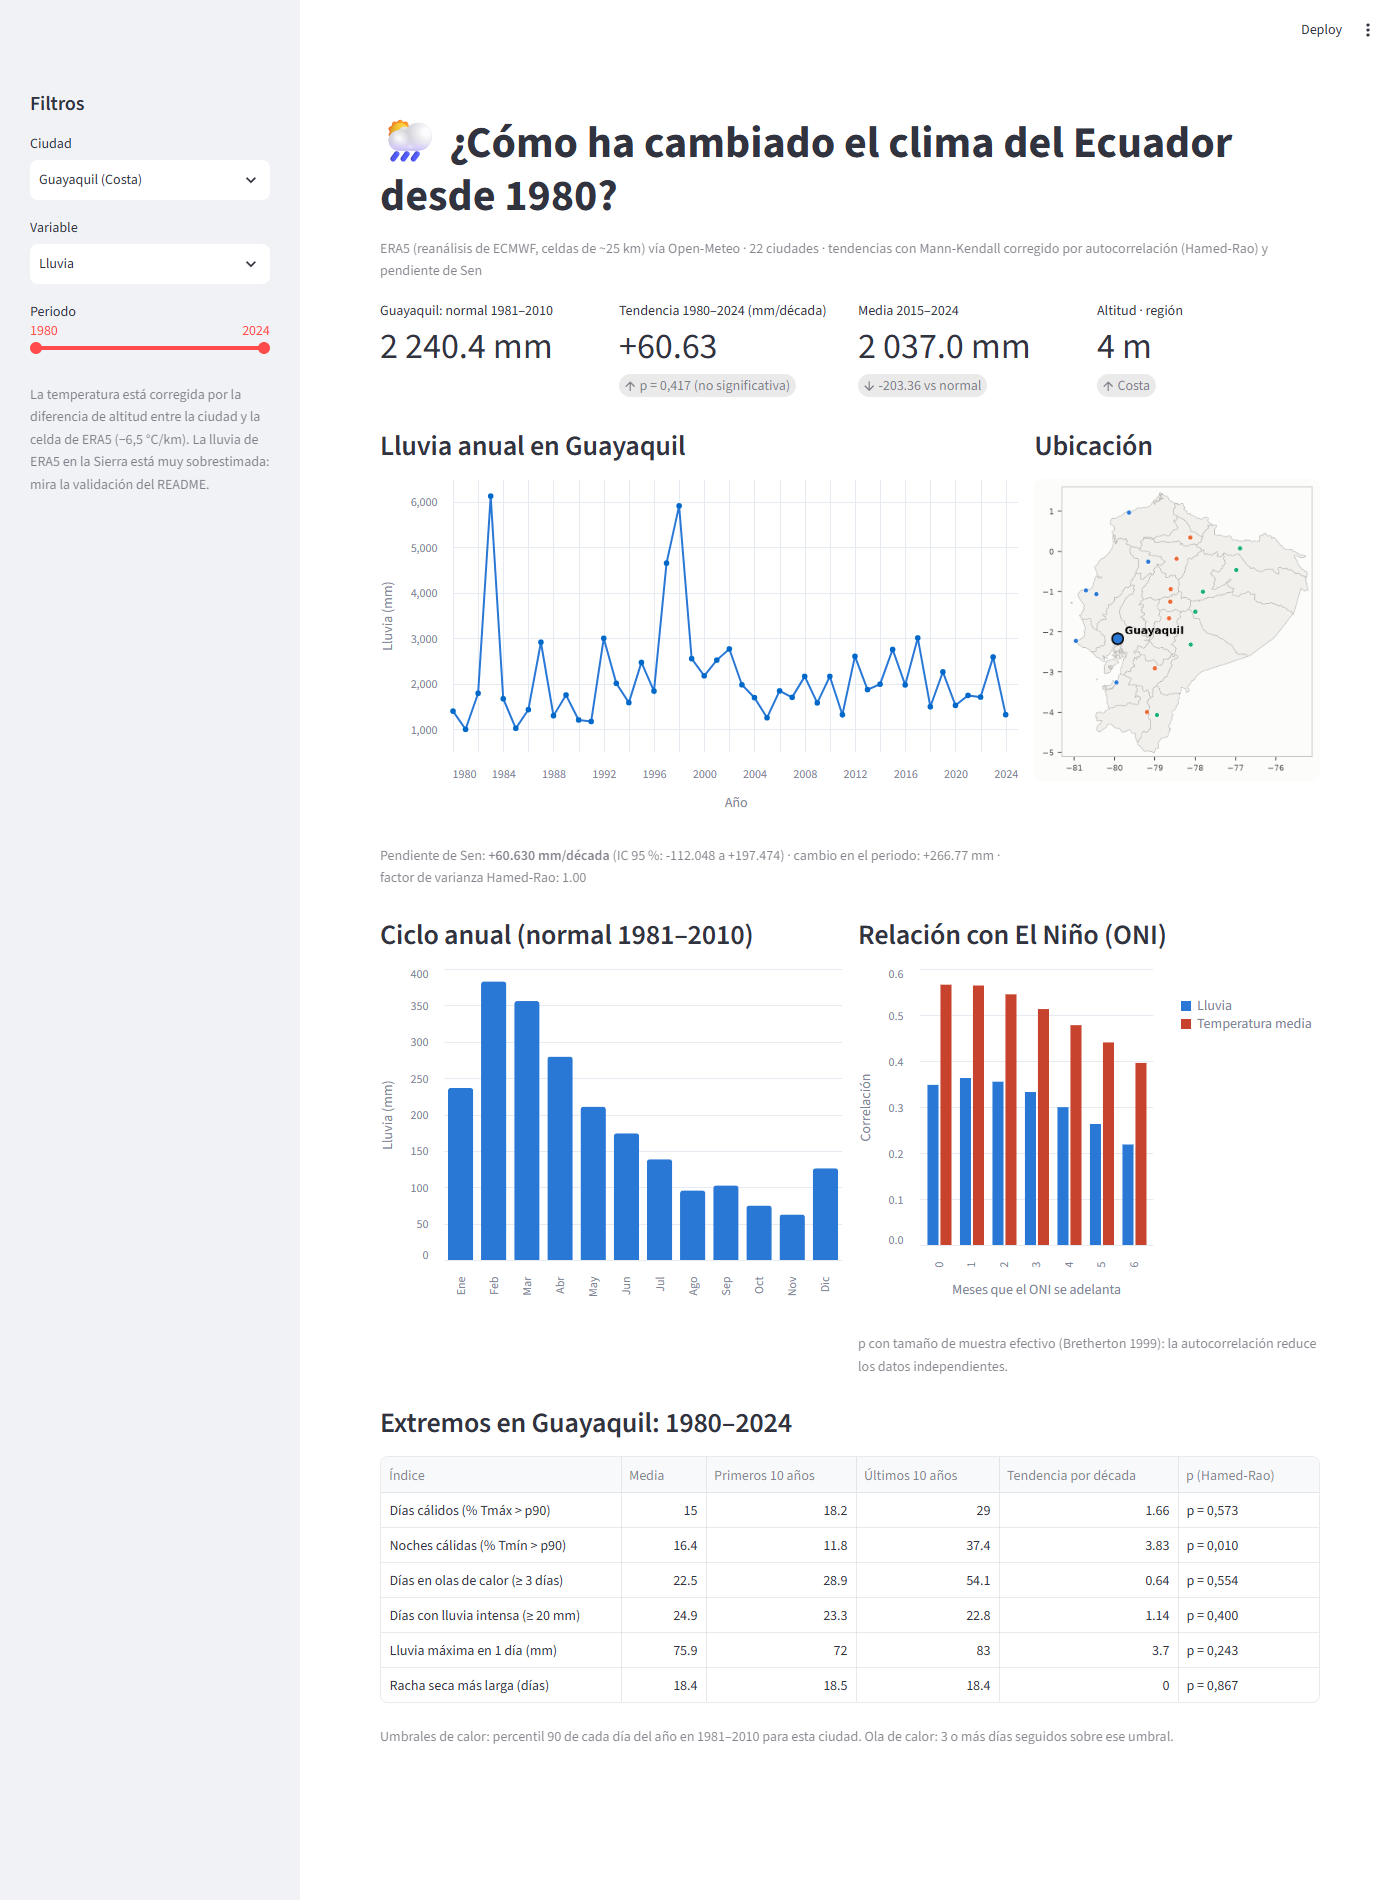 Deploy
Filtros
Ciudad
Guayaquil (Costa)
Variable
Lluvia
Periodo
1980 2024
La temperatura está corregida por la
diferencia de altitud entre la ciudad y la
celda de ERA5 (−6,5 °C/km). La lluvia de
ERA5 en la Sierra está muy sobrestimada:
mira la validación del README.
¿Cómo ha cambiado el clima del Ecuador
desde 1980?
ERA5 (reanálisis de ECMWF, celdas de ~25 km) vía Open-Meteo · 22 ciudades · tendencias con Mann-Kendall corregido por autocorrelación (Hamed-Rao) y
pendiente de Sen
Guayaquil: normal 1981–2010
2 240.4 mm
Tendencia 1980–2024 (mm/década)
+60.63
↑ p = 0,417 (no significativa)
Media 2015–2024
2 037.0 mm
↓ -203.36 vs normal
Altitud · región
4 m
↑ Costa
Lluvia anual en Guayaquil
Lluvia (mm)
6,000
5,000
4,000
3,000
2,000
1,000
1980 1984 1988 1992 1996 2000 2004 2008 2012 2016 2020 2024
Año
Ubicación
1
0
−1
−2
−3
−4
−5
Guayaquil
−81 −80 −79 −78 −77 −76
Pendiente de Sen: +60.630 mm/década (IC 95 %: -112.048 a +197.474) · cambio en el periodo: +266.77 mm ·
factor de varianza Hamed-Rao: 1.00
Ciclo anual (normal 1981–2010)
Lluvia (mm)
400
350
300
250
200
150
100
50
0
Ene Feb Mar Abr May Jun Jul Ago Sep Oct Nov Dic
Relación con El Niño (ONI)
Correlación
0.6
0.5
0.4
0.3
0.2
0.1
0.0
0 1 2 3 4 5 6
Meses que el ONI se adelanta
Lluvia
Temperatura media
p con tamaño de muestra efectivo (Bretherton 1999): la autocorrelación reduce
los datos independientes.
Extremos en Guayaquil: 1980–2024
Índice Media Primeros 10 años Últimos 10 años Tendencia por década p (Hamed-Rao)
Días cálidos (% Tmáx > p90) 15 18.2 29 1.66 p = 0,573
Noches cálidas (% Tmín > p90) 16.4 11.8 37.4 3.83 p = 0,010
Días en olas de calor (≥ 3 días) 22.5 28.9 54.1 0.64 p = 0,554
Días con lluvia intensa (≥ 20 mm) 24.9 23.3 22.8 1.14 p = 0,400
Lluvia máxima en 1 día (mm) 75.9 72 83 3.7 p = 0,243
Racha seca más larga (días) 18.4 18.5 18.4 0 p = 0,867
Umbrales de calor: percentil 90 de cada día del año en 1981–2010 para esta ciudad. Ola de calor: 3 o más días seguidos sobre ese umbral.